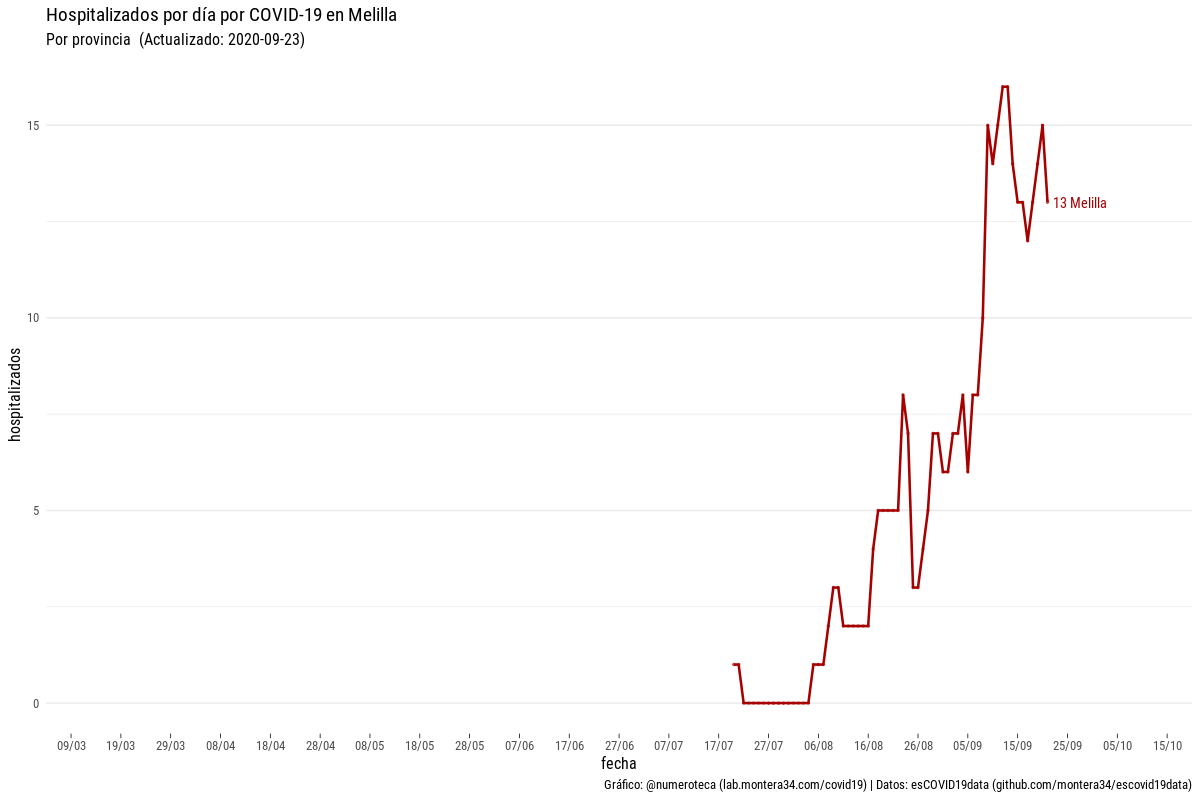 Hospitalizados por día por COVID-19 en Melilla
Por provincia  (Actualizado: 2020-09-23)
15
10
5
0
hospitalizados
13 Melilla
09/03 19/03 29/03 08/04 18/04 28/04 08/05 18/05 28/05 07/06 17/06 27/06 07/07 17/07 27/07 06/08 16/08 26/08 05/09 15/09 25/09 05/10 15/10
fecha
Gráfico: @numeroteca (lab.montera34.com/covid19) | Datos: esCOVID19data (github.com/montera34/escovid19data)